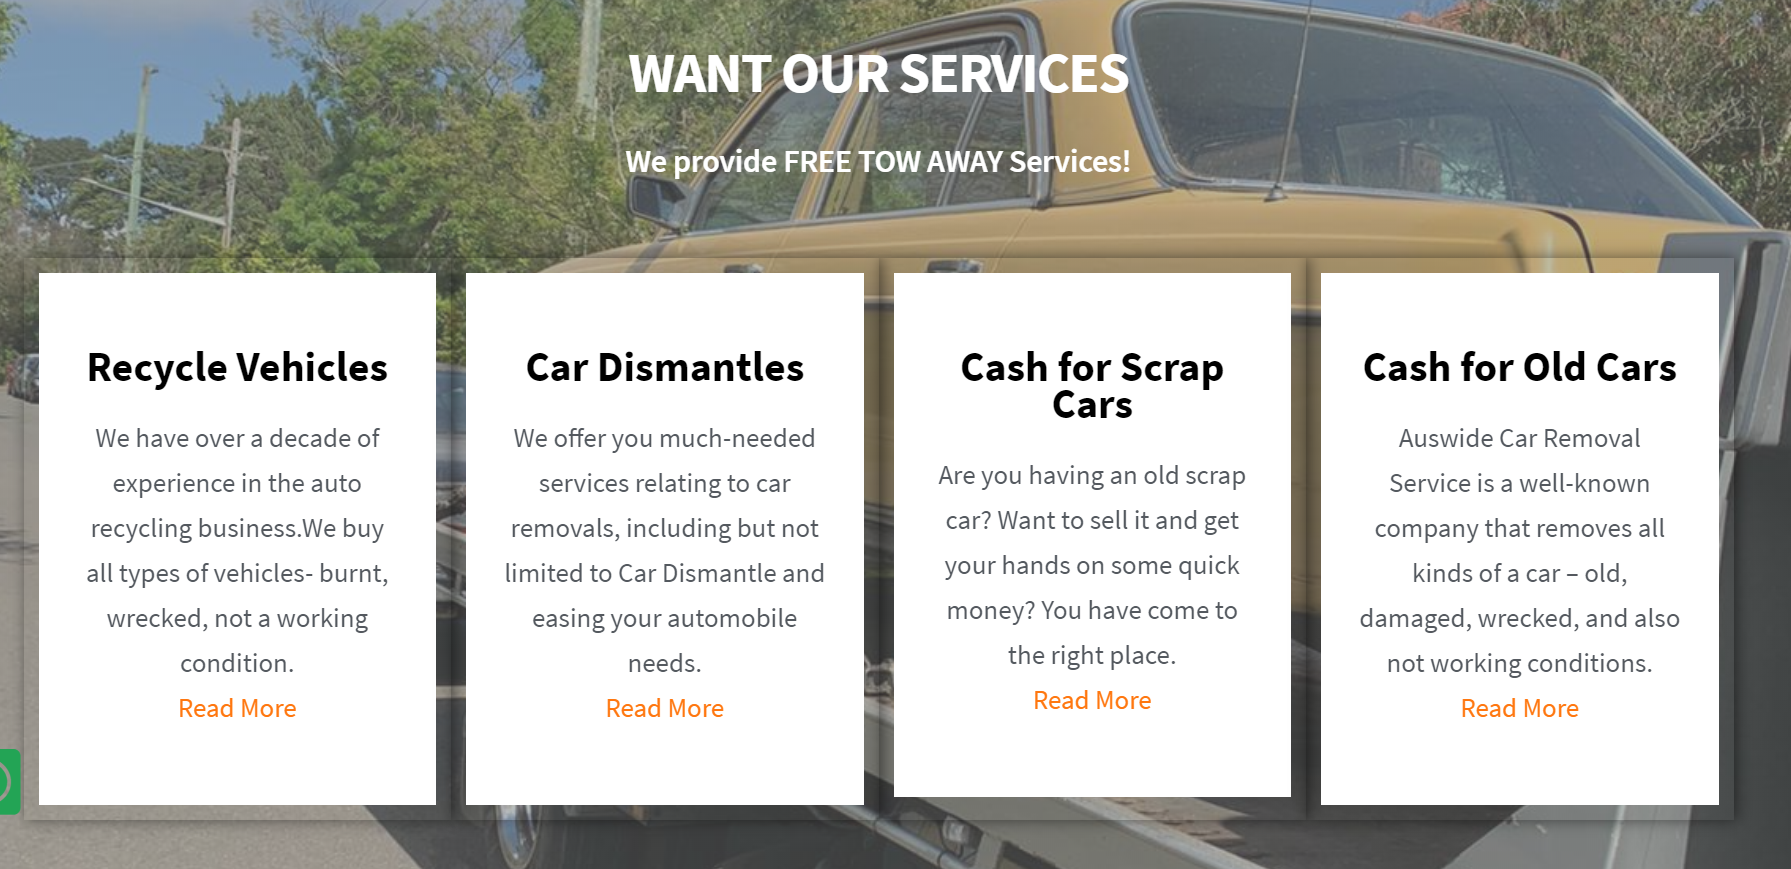 WANT OUR SERVICES
We provide FREE TOW AWAY Services!
Recycle Vehicles
We have over a decade of
experience in the auto
recycling business.We buy
all types of vehicles- burnt,
wrecked, not a working
condition.
Read More
Car Dismantles
We offer you much-needed
services relating to car
removals, including but not
limited to Car Dismantle and
easing your automobile
needs.
Read More
Cash for Scrap
Cars
Are you having an old scrap
car? Want to sell it and get
your hands on some quick
money? You have come to
the right place.
Read More
Cash for Old Cars
Auswide Car Removal
Service is a well-known
company that removes all
kinds of a car – old,
damaged, wrecked, and also
not working conditions.
Read More